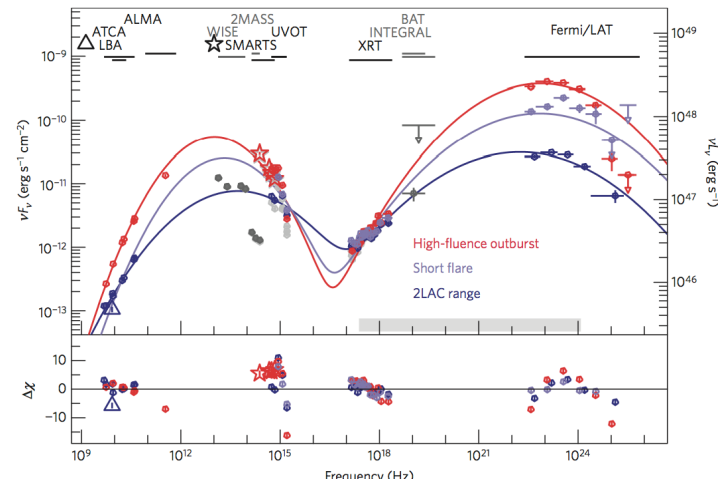 ALMA
2MASS
BAT
Fermi/LAT
ATCA
WISE
UVOT
INTEGRAL
LBA
SMARTS
XRT
10⁻⁹
10⁻¹⁰
10⁻¹¹
10⁻¹²
10⁻¹³
νFᵥ (erg s⁻¹ cm⁻²)
10⁴⁹
10⁴⁸
10⁴⁷
10⁴⁶
νLᵥ (erg s⁻¹)
High-fluence outburst
Short flare
2LAC range
Δχ
10
0
−10
10⁹
10¹²
10¹⁵
10¹⁸
10²¹
10²⁴
Frequency (Hz)